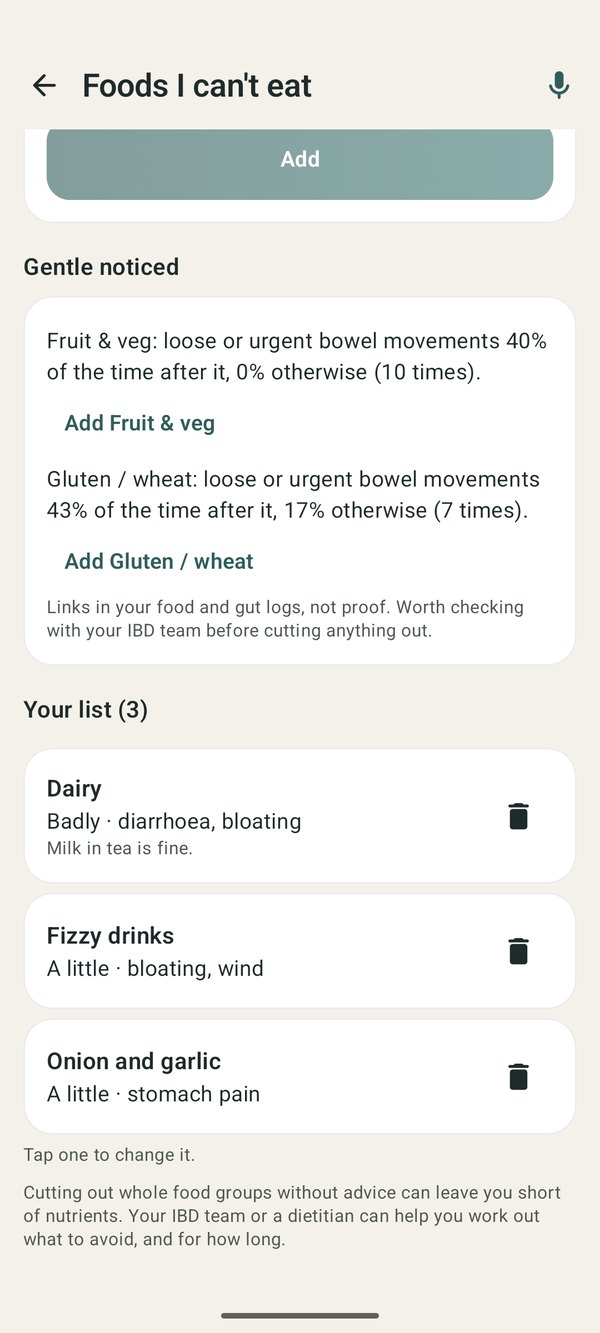 Foods I can't eat
Add
Gentle noticed
Fruit & veg: loose or urgent bowel movements 40%
of the time after it, 0% otherwise (10 times).
Add Fruit & veg
Gluten / wheat: loose or urgent bowel movements
43% of the time after it, 17% otherwise (7 times).
Add Gluten / wheat
Links in your food and gut logs, not proof. Worth checking
with your IBD team before cutting anything out.
Your list (3)
Dairy
Badly · diarrhoea, bloating
Milk in tea is fine.
Fizzy drinks
A little · bloating, wind
Onion and garlic
A little · stomach pain
Tap one to change it.
Cutting out whole food groups without advice can leave you short
of nutrients. Your IBD team or a dietitian can help you work out
what to avoid, and for how long.